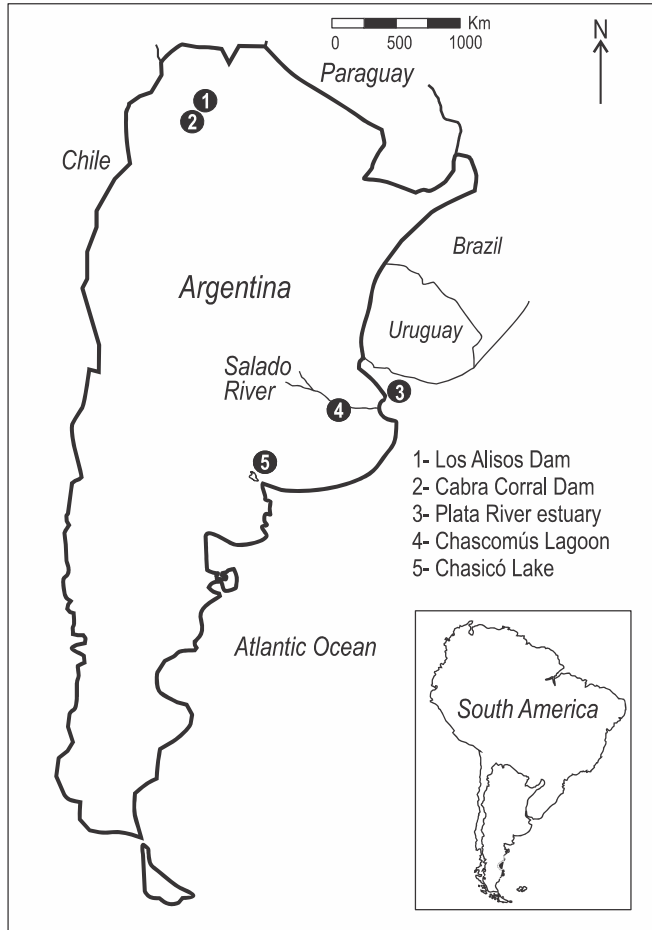 Km
0 500 1000
N
Paraguay
1
2
Chile
Brazil
Argentina
Uruguay
Salado
River
3
4
5
1- Los Alisos Dam
2- Cabra Corral Dam
3- Plata River estuary
4- Chascomús Lagoon
5- Chasicó Lake
Atlantic Ocean
South America